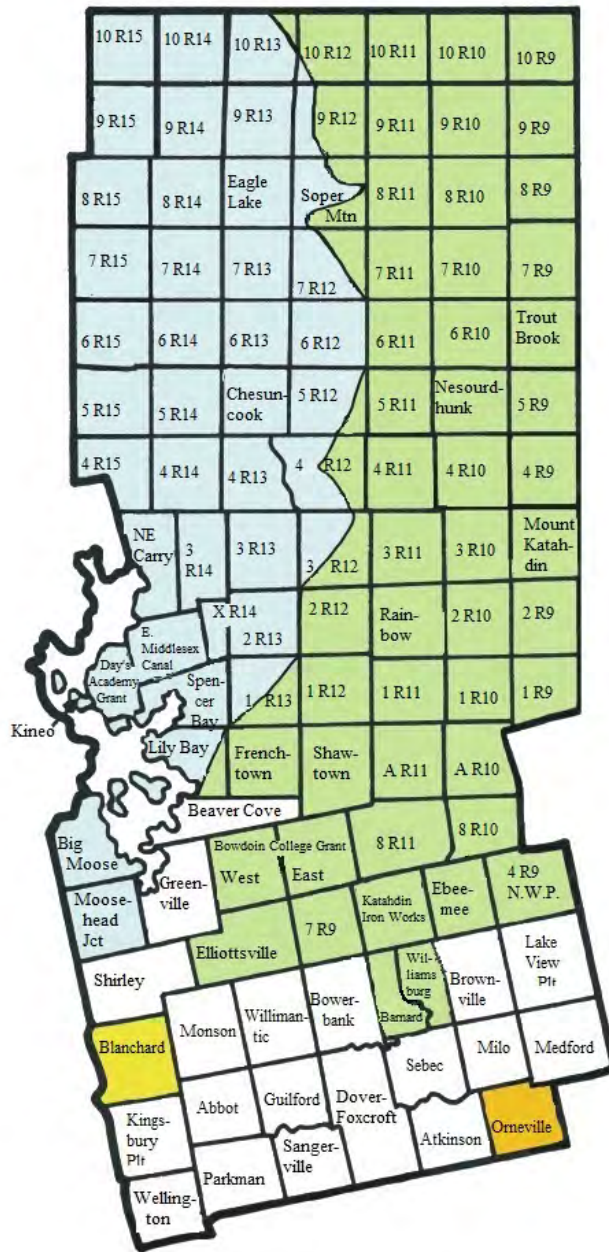 10 R15 10 R14 10 R13 10 R12 10 R11 10 R10 10 R9
9 R15 9 R14 9 R13 9 R12 9 R11 9 R10 9 R9
8 R15 8 R14 Eagle
Lake Soper
Mtn 8 R11 8 R10 8 R9
7 R15 7 R14 7 R13 7 R12 7 R11 7 R10 7 R9
6 R15 6 R14 6 R13 6 R12 6 R11 6 R10 Trout
Brook
5 R15 5 R14 Chesun-
cook 5 R12 5 R11 Nesourd-
hunk 5 R9
4 R15 4 R14 4 R13 4 R12 4 R11 4 R10 4 R9
NE
Carry 3
R14 3 R13 3 R12 3 R11 3 R10 Mount
Katah-
din
X R14 2 R13 2 R12 Rain-
bow 2 R10 2 R9
E.
Middlesex
Canal
Day's
Academy
Grant
Kineo
Spen-
cer
Bay 1 R13 1 R12 1 R11 1 R10 1 R9
Lily Bay French-
town Shaw-
town A R11 A R10
Beaver Cove
Big
Moose Green-
ville Bowdoin College Grant
West East 8 R11 8 R10
Moose-
head
Jct Elliottsville 7 R9 Katahdin
Iron Works Ebee-
mee 4 R9
N.W.P.
Shirley Bower-
bank Barnard Wil-
liams
burg Brown-
ville Lake
View
Plt
Blanchard Monson Willimant-
ic Sebec Milo Medford
Kings-
bury
Plt Abbot Guilford Dover-
Foxcroft Atkinson Orneville
Welling-
ton Parkman Sanger-
ville